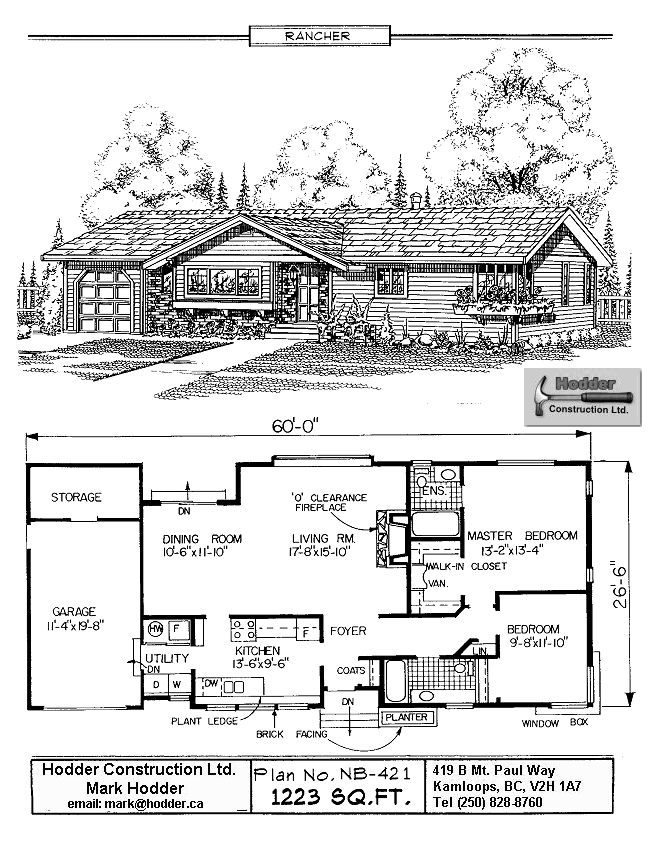 RANCHER
Hodder
Construction Ltd.
60'-0"
STORAGE
DN
'0' CLEARANCE
FIREPLACE
ENS.
DINING ROOM
10'-6"x11'-10"
LIVING RM.
17'-8"x15'-10"
MASTER BEDROOM
13'-2"x13'-4"
WALK-IN CLOSET
VAN.
26'-6"
GARAGE
11'-4"x19'-8"
HW
F
FOYER
BEDROOM
9'-8"x11'-10"
KITCHEN
13'-6"x9'-6"
F
LIN.
UTILITY
DN
COATS
D
W
DW
DN
PLANT LEDGE
BRICK FACING
PLANTER
WINDOW BOX
Hodder Construction Ltd.
Mark Hodder
email: mark@hodder.ca
Plan No. NB-421
1223 SQ.FT.
419 B Mt. Paul Way
Kamloops, BC, V2H 1A7
Tel (250) 828-8760